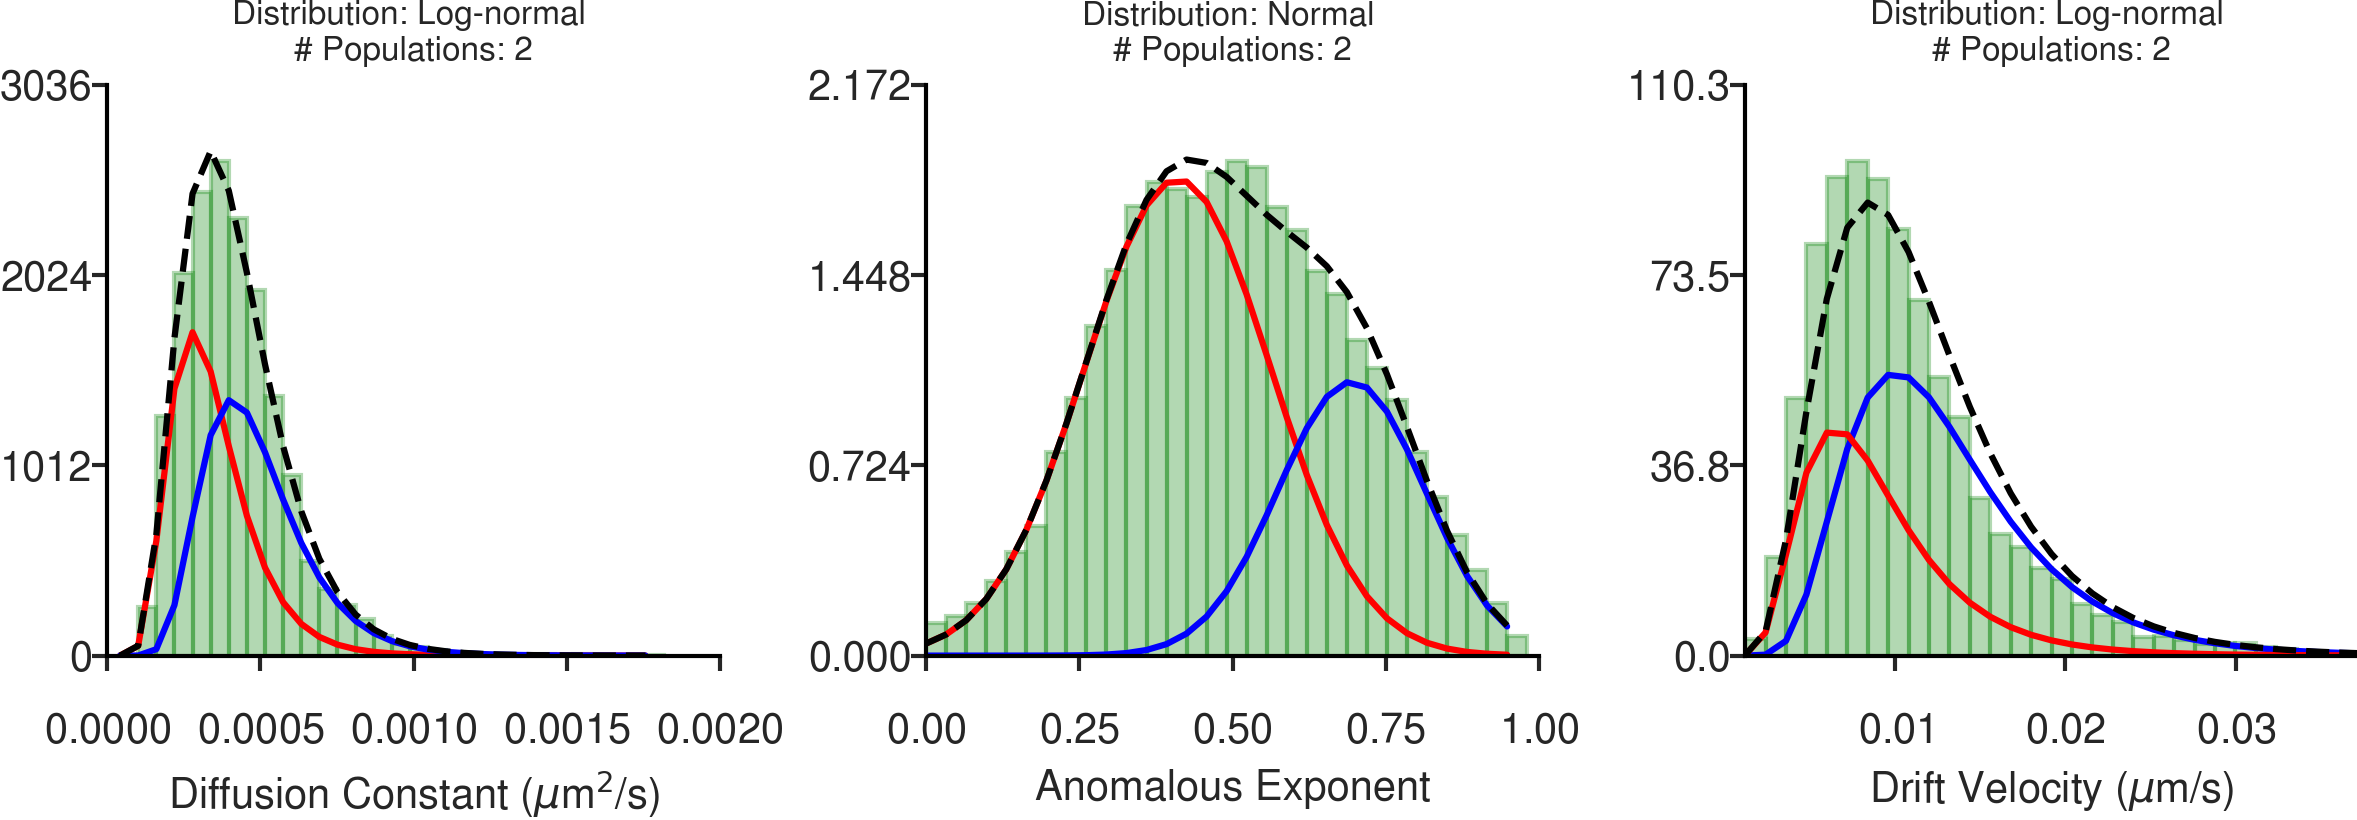 Distribution: Log-normal
# Populations: 2
3036
2024
1012
0
0.0000 0.0005 0.0010 0.0015 0.0020
Diffusion Constant (μm²/s)
Distribution: Normal
# Populations: 2
2.172
1.448
0.724
0.000
0.00 0.25 0.50 0.75 1.00
Anomalous Exponent
Distribution: Log-normal
# Populations: 2
110.3
73.5
36.8
0.0
0.01 0.02 0.03
Drift Velocity (μm/s)